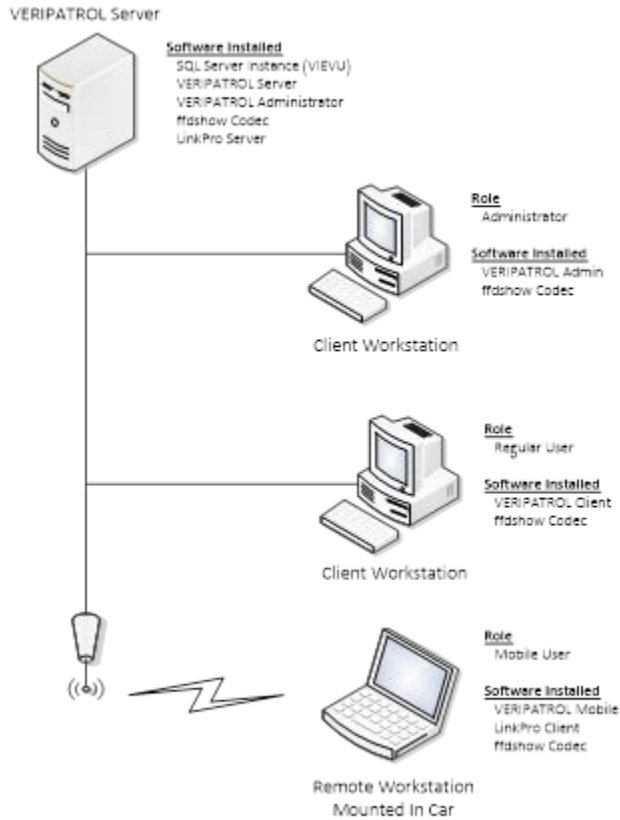 VERIPATROL Server
Software Installed
SQL Server Instance (VIEVU)
VERIPATROL Server
VERIPATROL Administrator
ffdshow Codec
LinkPro Server
Role
Administrator
Software Installed
VERIPATROL Admin
ffdshow Codec
Client Workstation
Role
Regular User
Software Installed
VERIPATROL Client
ffdshow Codec
Client Workstation
Role
Mobile User
Software Installed
VERIPATROL Mobile
LinkPro Client
ffdshow Codec
Remote Workstation
Mounted In Car